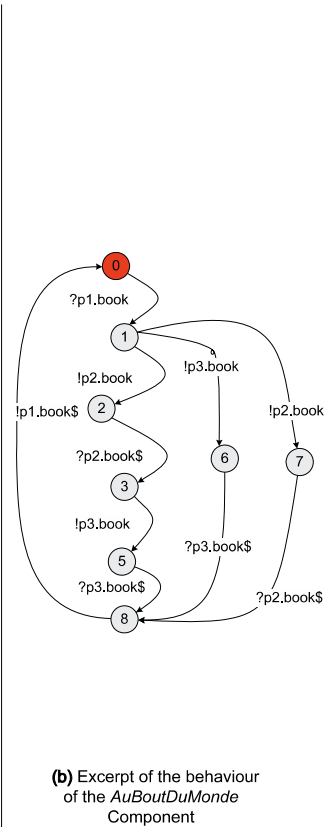 0
?p1.book
1
!p3.book
!p2.book
2
!p1.book$
!p2.book
?p2.book$
6
7
3
!p3.book
?p3.book$
5
?p3.book$
?p2.book$
8
(b) Excerpt of the behaviour
of the AuBoutDuMonde
Component